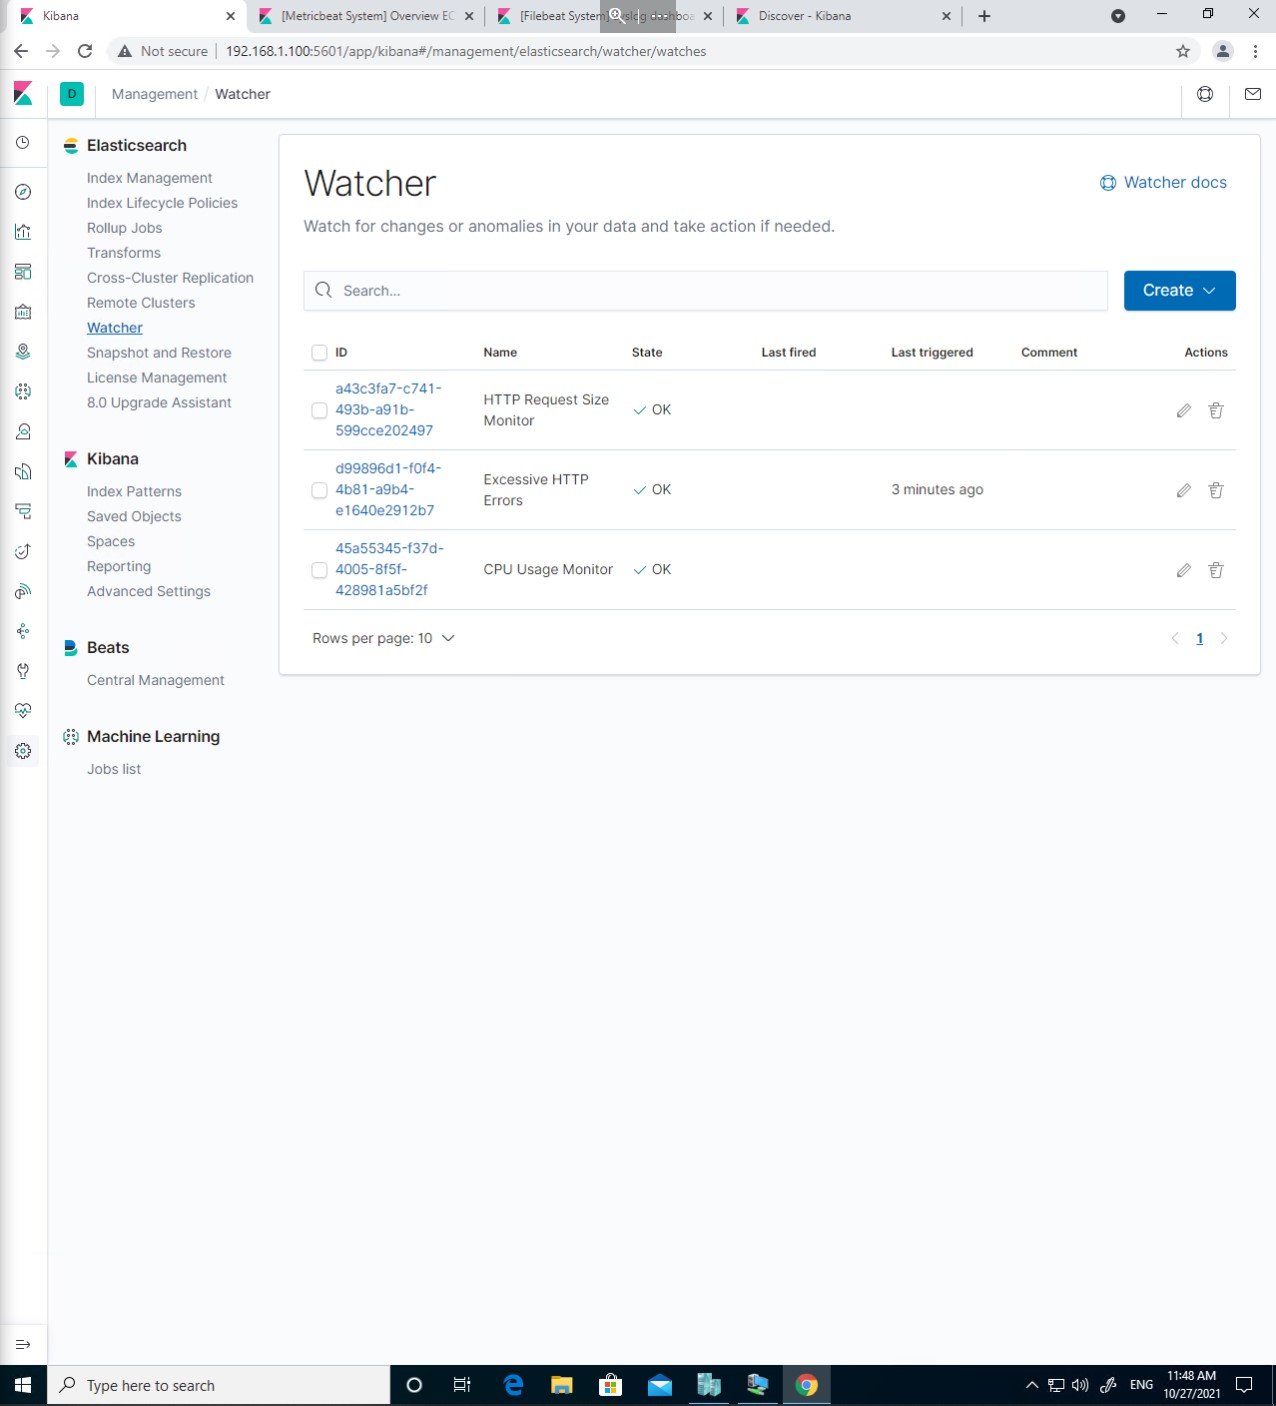 Kibana
[Metricbeat System] Overview EC
[Filebeat System] Syslog dashboa
Discover - Kibana
Not secure
192.168.1.100:5601/app/kibana#/management/elasticsearch/watcher/watches
D
Management / Watcher
Elasticsearch
Index Management
Index Lifecycle Policies
Rollup Jobs
Transforms
Cross-Cluster Replication
Remote Clusters
Watcher
Snapshot and Restore
License Management
8.0 Upgrade Assistant
Kibana
Index Patterns
Saved Objects
Spaces
Reporting
Advanced Settings
Beats
Central Management
Machine Learning
Jobs list
Watcher
Watcher docs
Watch for changes or anomalies in your data and take action if needed.
Search...
Create
ID Name State Last fired Last triggered Comment Actions
a43c3fa7-c741-
493b-a91b-
599cce202497
HTTP Request Size
Monitor
OK
d99896d1-f0f4-
4b81-a9b4-
e1640e2912b7
Excessive HTTP
Errors
OK
3 minutes ago
45a55345-f37d-
4005-8f5f-
428981a5bf2f
CPU Usage Monitor
OK
Rows per page: 10
1
Type here to search
ENG
11:48 AM
10/27/2021